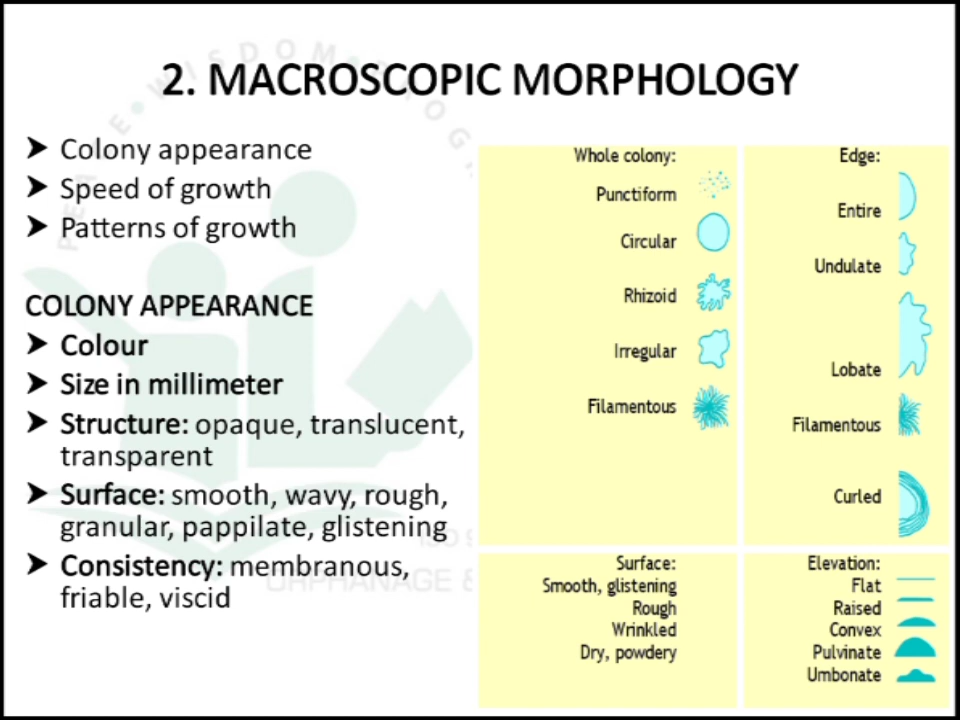 2. MACROSCOPIC MORPHOLOGY
Colony appearance
Speed of growth
Patterns of growth
COLONY APPEARANCE
Colour
Size in millimeter
Structure: opaque, translucent,
transparent
Surface: smooth, wavy, rough,
granular, pappilate, glistening
Consistency: membranous,
friable, viscid
Whole colony:
Punctiform
Circular
Rhizoid
Irregular
Filamentous
Edge:
Entire
Undulate
Lobate
Filamentous
Curled
Surface:
Smooth, glistening
Rough
Wrinkled
Dry, powdery
Elevation:
Flat
Raised
Convex
Pulvinate
Umbonate
WISDOM
ORPHANAGE &